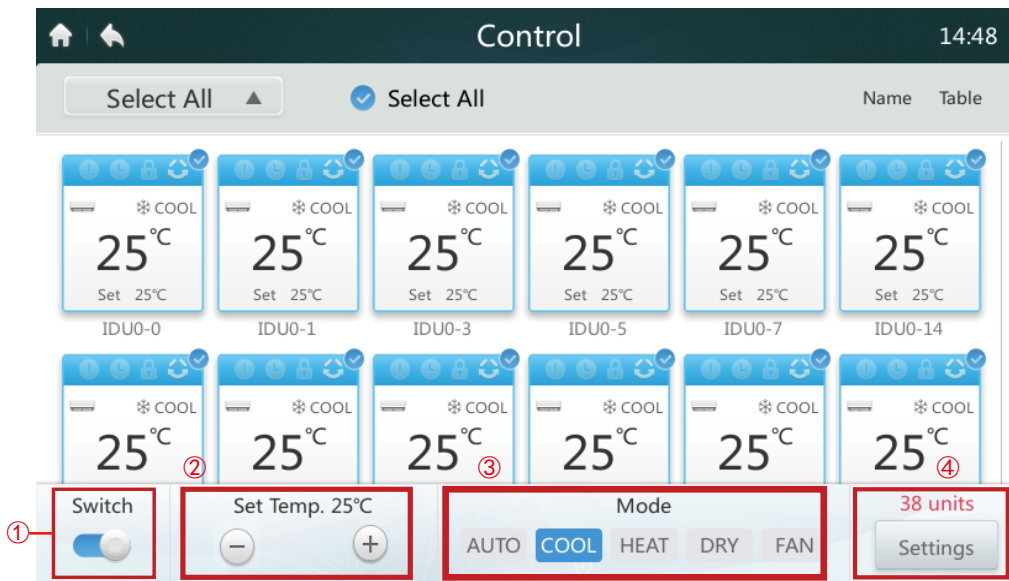 Control 14:48
Select All Select All Name Table
COOL COOL COOL COOL COOL COOL
25°C 25°C 25°C 25°C 25°C 25°C
Set 25℃ Set 25℃ Set 25℃ Set 25℃ Set 25℃ Set 25℃
IDU0-0 IDU0-1 IDU0-3 IDU0-5 IDU0-7 IDU0-14
COOL COOL COOL COOL COOL COOL
25°C 25°C 25°C 25°C 25°C 25°C
② ③ ④
Switch Set Temp. 25℃ Mode 38 units
① − + AUTO COOL HEAT DRY FAN Settings